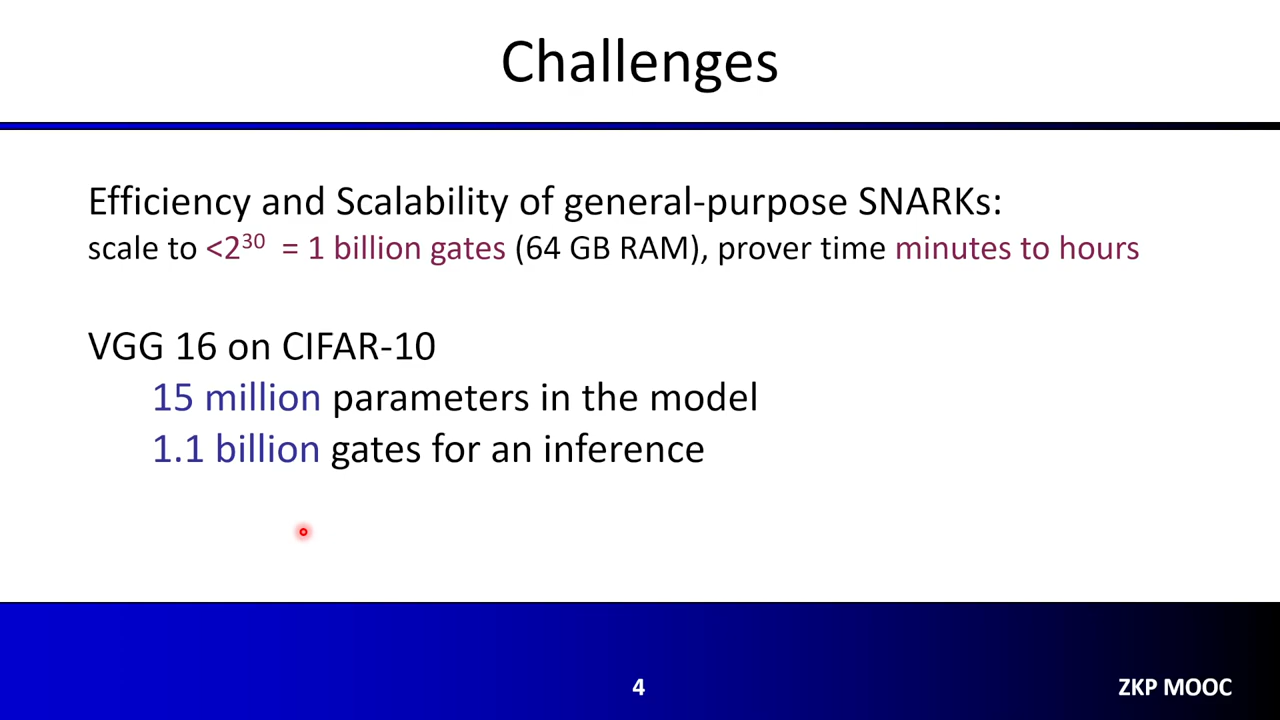 Challenges
Efficiency and Scalability of general-purpose SNARKs:
scale to <2³⁰ = 1 billion gates (64 GB RAM), prover time minutes to hours
VGG 16 on CIFAR-10
15 million parameters in the model
1.1 billion gates for an inference
4
ZKP MOOC